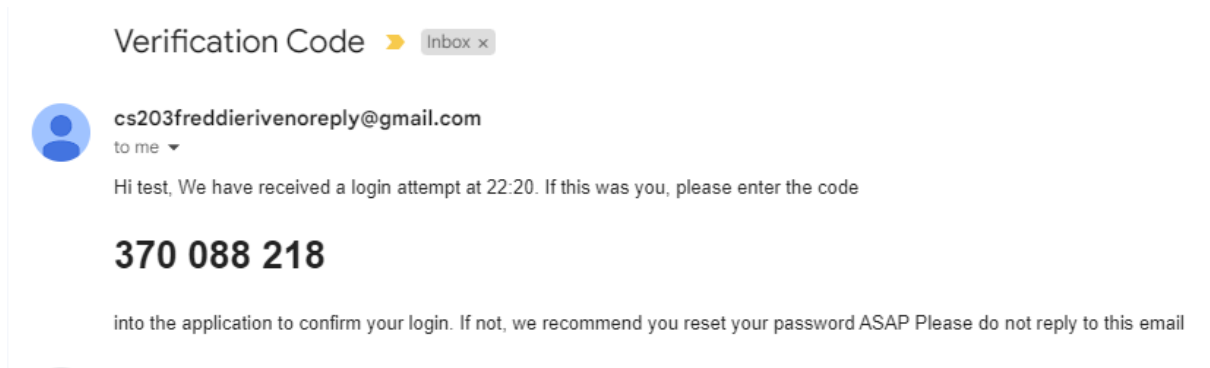 Verification Code Inbox x
cs203freddierivenoreply@gmail.com
to me
Hi test, We have received a login attempt at 22:20. If this was you, please enter the code
370 088 218
into the application to confirm your login. If not, we recommend you reset your password ASAP Please do not reply to this email